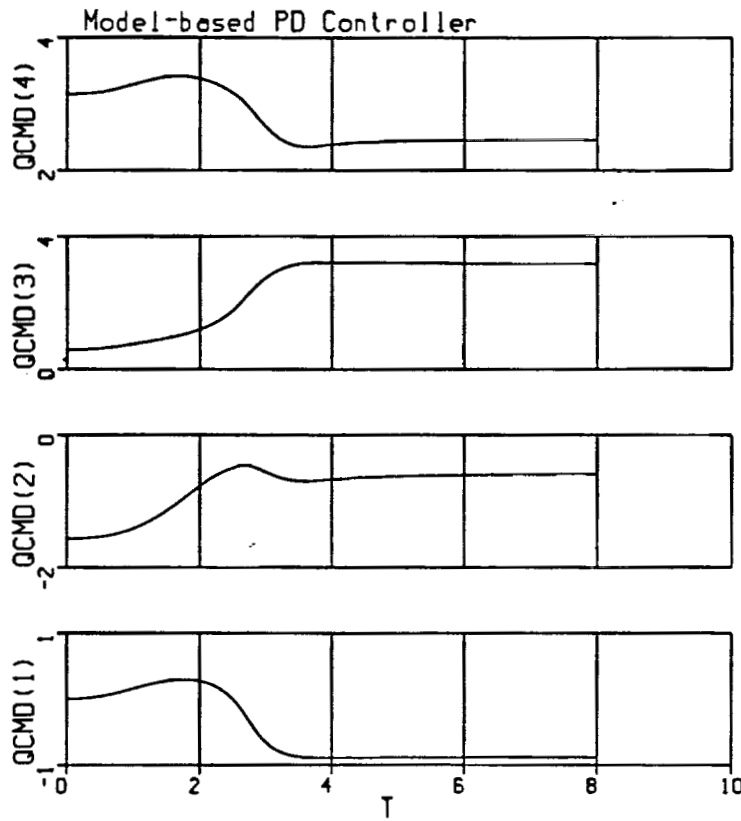 Model-based PD Controller
4
QCMD(4)
2
4
QCMD(3)
0
0
QCMD(2)
-2
1
QCMD(1)
-1
0 2 4 6 8 10
T